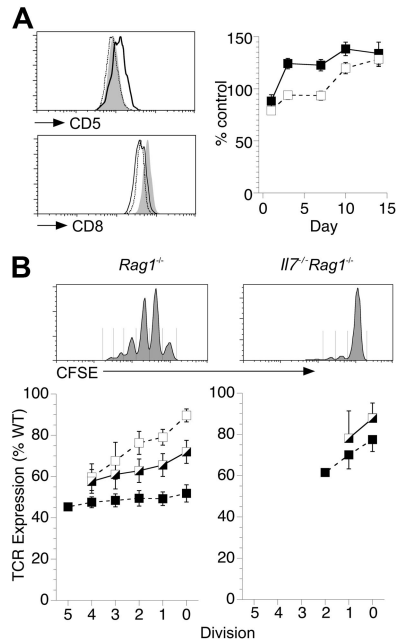 A
CD5
CD8
% control
150
100
50
0
0 5 10 15
Day
B
Rag1-/-
Il7-/-Rag1-/-
CFSE
TCR Expression (% WT)
100
80
60
40
20
0
5 4 3 2 1 0
100
80
60
40
20
0
5 4 3 2 1 0
Division